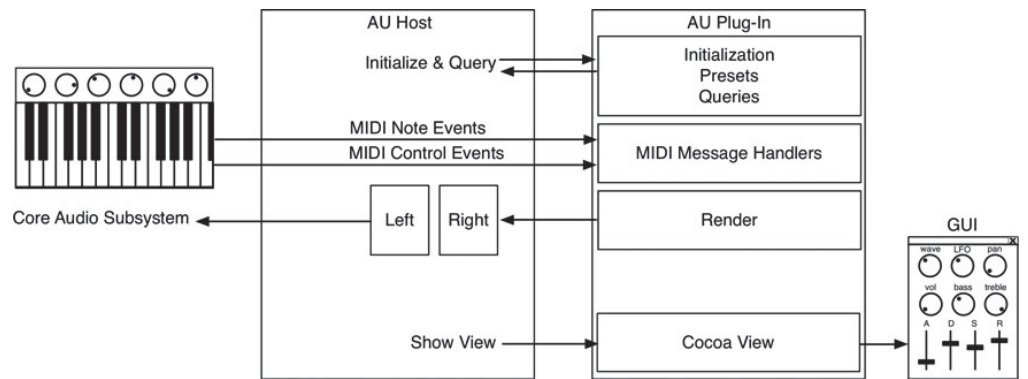 AU Host
AU Plug-In
Initialize & Query
Initialization
Presets
Queries
MIDI Note Events
MIDI Control Events
MIDI Message Handlers
Core Audio Subsystem
Left
Right
Render
GUI
X
wave LFO pan
vol bass treble
A D S R
Show View
Cocoa View